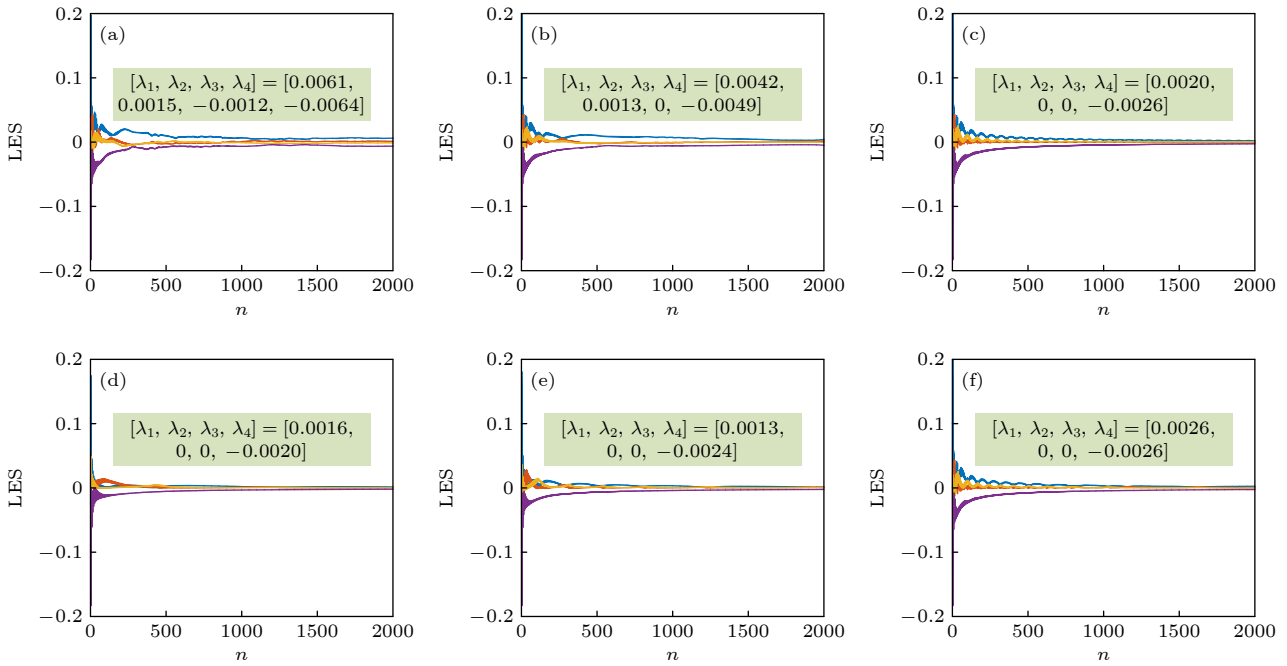 (a)
[λ1, λ2, λ3, λ4] = [0.0061,
0.0015, −0.0012, −0.0064]
LES
0.2
0.1
0
−0.1
−0.2
0 500 1000 1500 2000
n
(b)
[λ1, λ2, λ3, λ4] = [0.0042,
0.0013, 0, −0.0049]
LES
0.2
0.1
0
−0.1
−0.2
0 500 1000 1500 2000
n
(c)
[λ1, λ2, λ3, λ4] = [0.0020,
0, 0, −0.0026]
LES
0.2
0.1
0
−0.1
−0.2
0 500 1000 1500 2000
n
(d)
[λ1, λ2, λ3, λ4] = [0.0016,
0, 0, −0.0020]
LES
0.2
0.1
0
−0.1
−0.2
0 500 1000 1500 2000
n
(e)
[λ1, λ2, λ3, λ4] = [0.0013,
0, 0, −0.0024]
LES
0.2
0.1
0
−0.1
−0.2
0 500 1000 1500 2000
n
(f)
[λ1, λ2, λ3, λ4] = [0.0026,
0, 0, −0.0026]
LES
0.2
0.1
0
−0.1
−0.2
0 500 1000 1500 2000
n